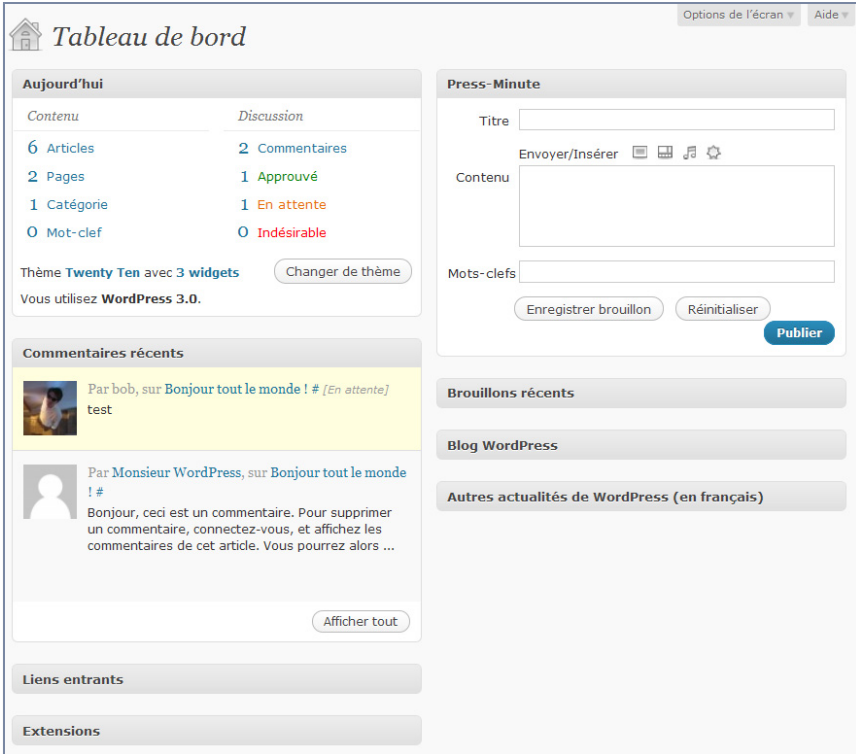 Options de l'écran
Aide
Tableau de bord
Aujourd'hui
Contenu
Discussion
6 Articles
2 Commentaires
2 Pages
1 Approuvé
1 Catégorie
1 En attente
0 Mot-clef
0 Indésirable
Thème Twenty Ten avec 3 widgets
Changer de thème
Vous utilisez WordPress 3.0.
Commentaires récents
Par bob, sur Bonjour tout le monde ! # [En attente]
test
Par Monsieur WordPress, sur Bonjour tout le monde
! #
Bonjour, ceci est un commentaire. Pour supprimer
un commentaire, connectez-vous, et affichez les
commentaires de cet article. Vous pourrez alors ...
Afficher tout
Liens entrants
Extensions
Press-Minute
Titre
Envoyer/Insérer
Contenu
Mots-clefs
Enregistrer brouillon
Réinitialiser
Publier
Brouillons récents
Blog WordPress
Autres actualités de WordPress (en français)